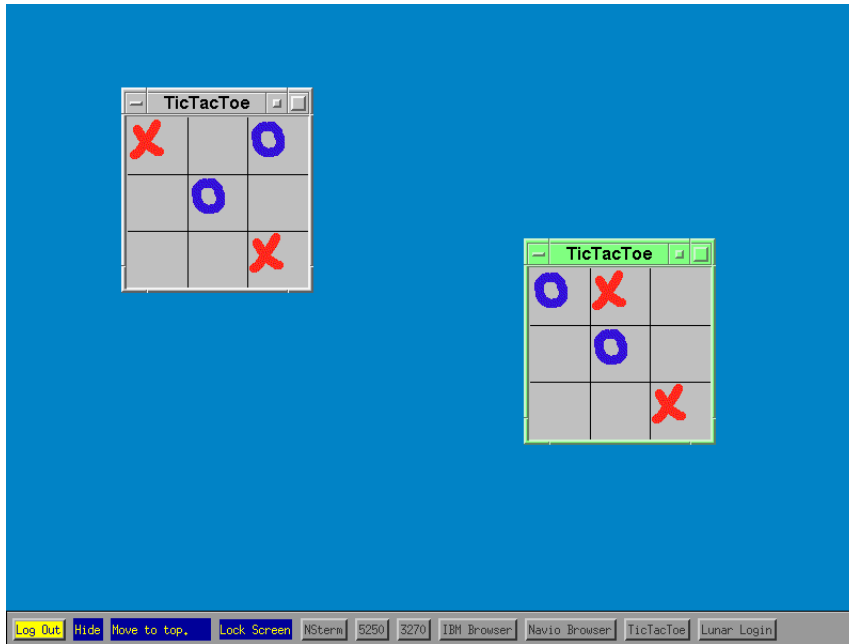 TicTacToe
X O
O
X
TicTacToe
O X
O
X
Log Out Hide Move to top. Lock Screen NSterm 5250 3270 IBM Browser Navio Browser TicTacToe Lunar Login